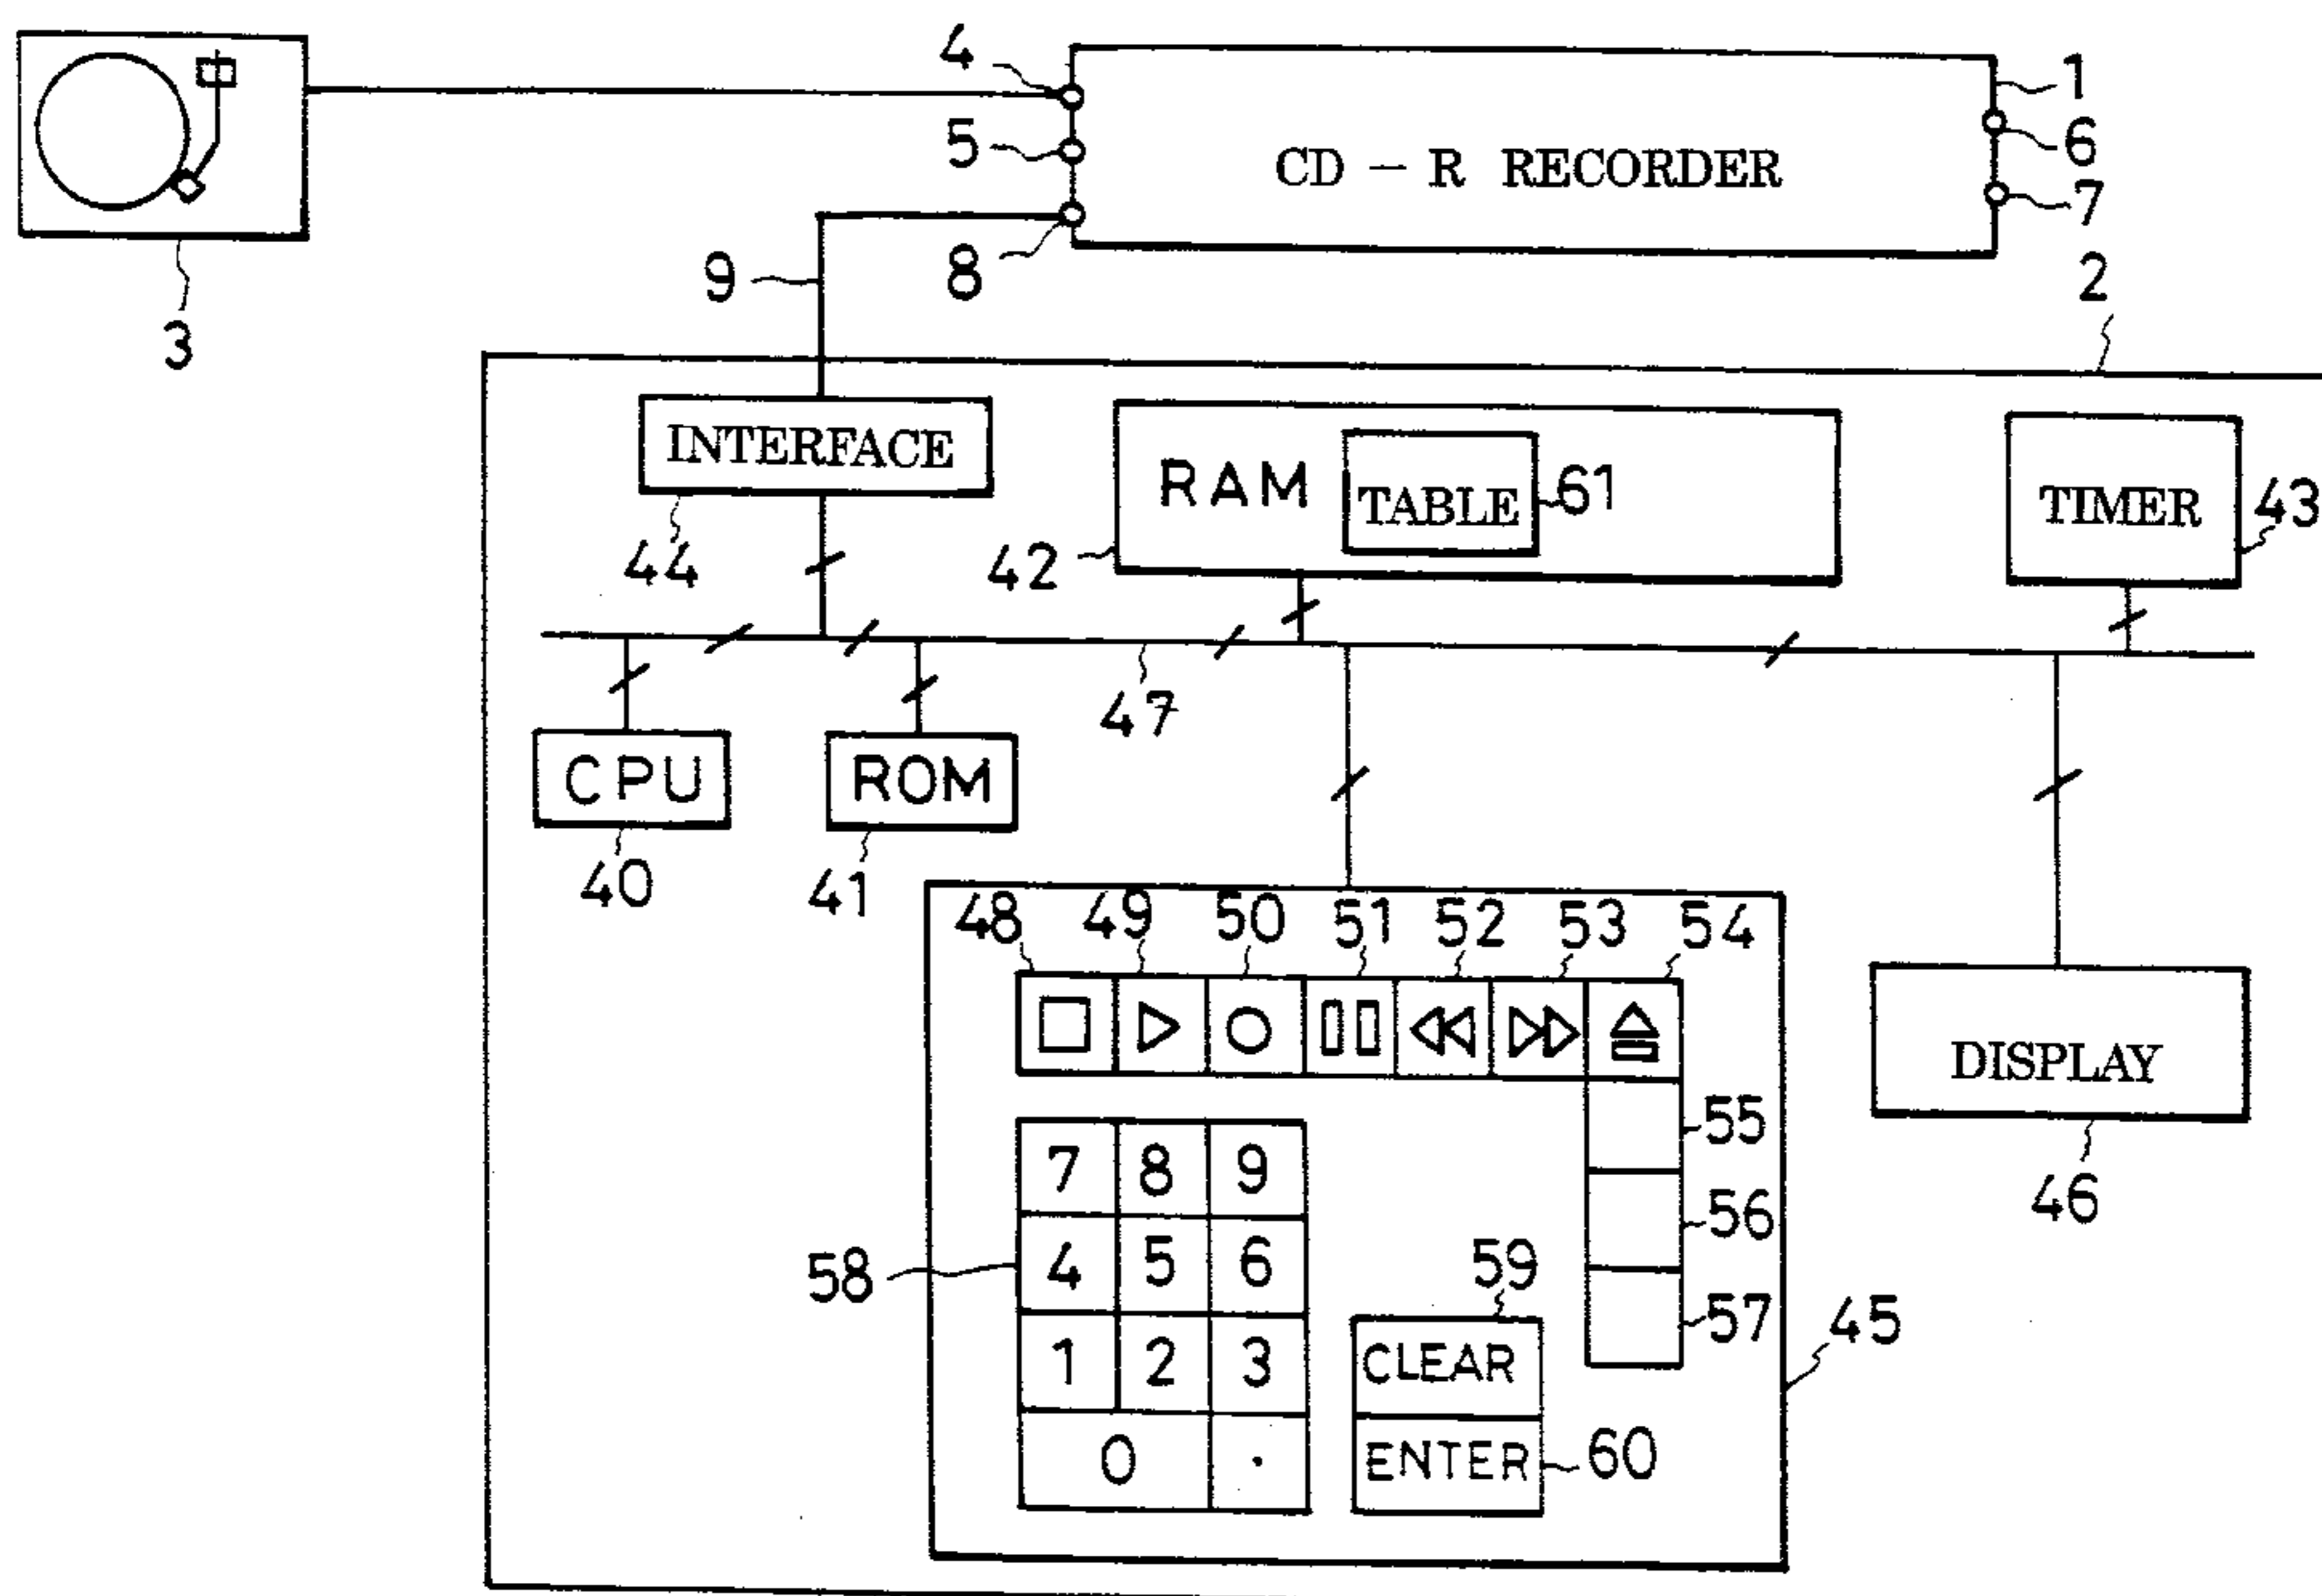 4
1
5
CD – R RECORDER
6
7
9
8
2
3
INTERFACE
RAM
TABLE
61
TIMER
43
44
42
47
CPU
ROM
40
41
48 49 50 51 52 53 54
DISPLAY
55
46
7 8 9
56
58
4 5 6
59
57
45
1 2 3
CLEAR
0 .
ENTER
60